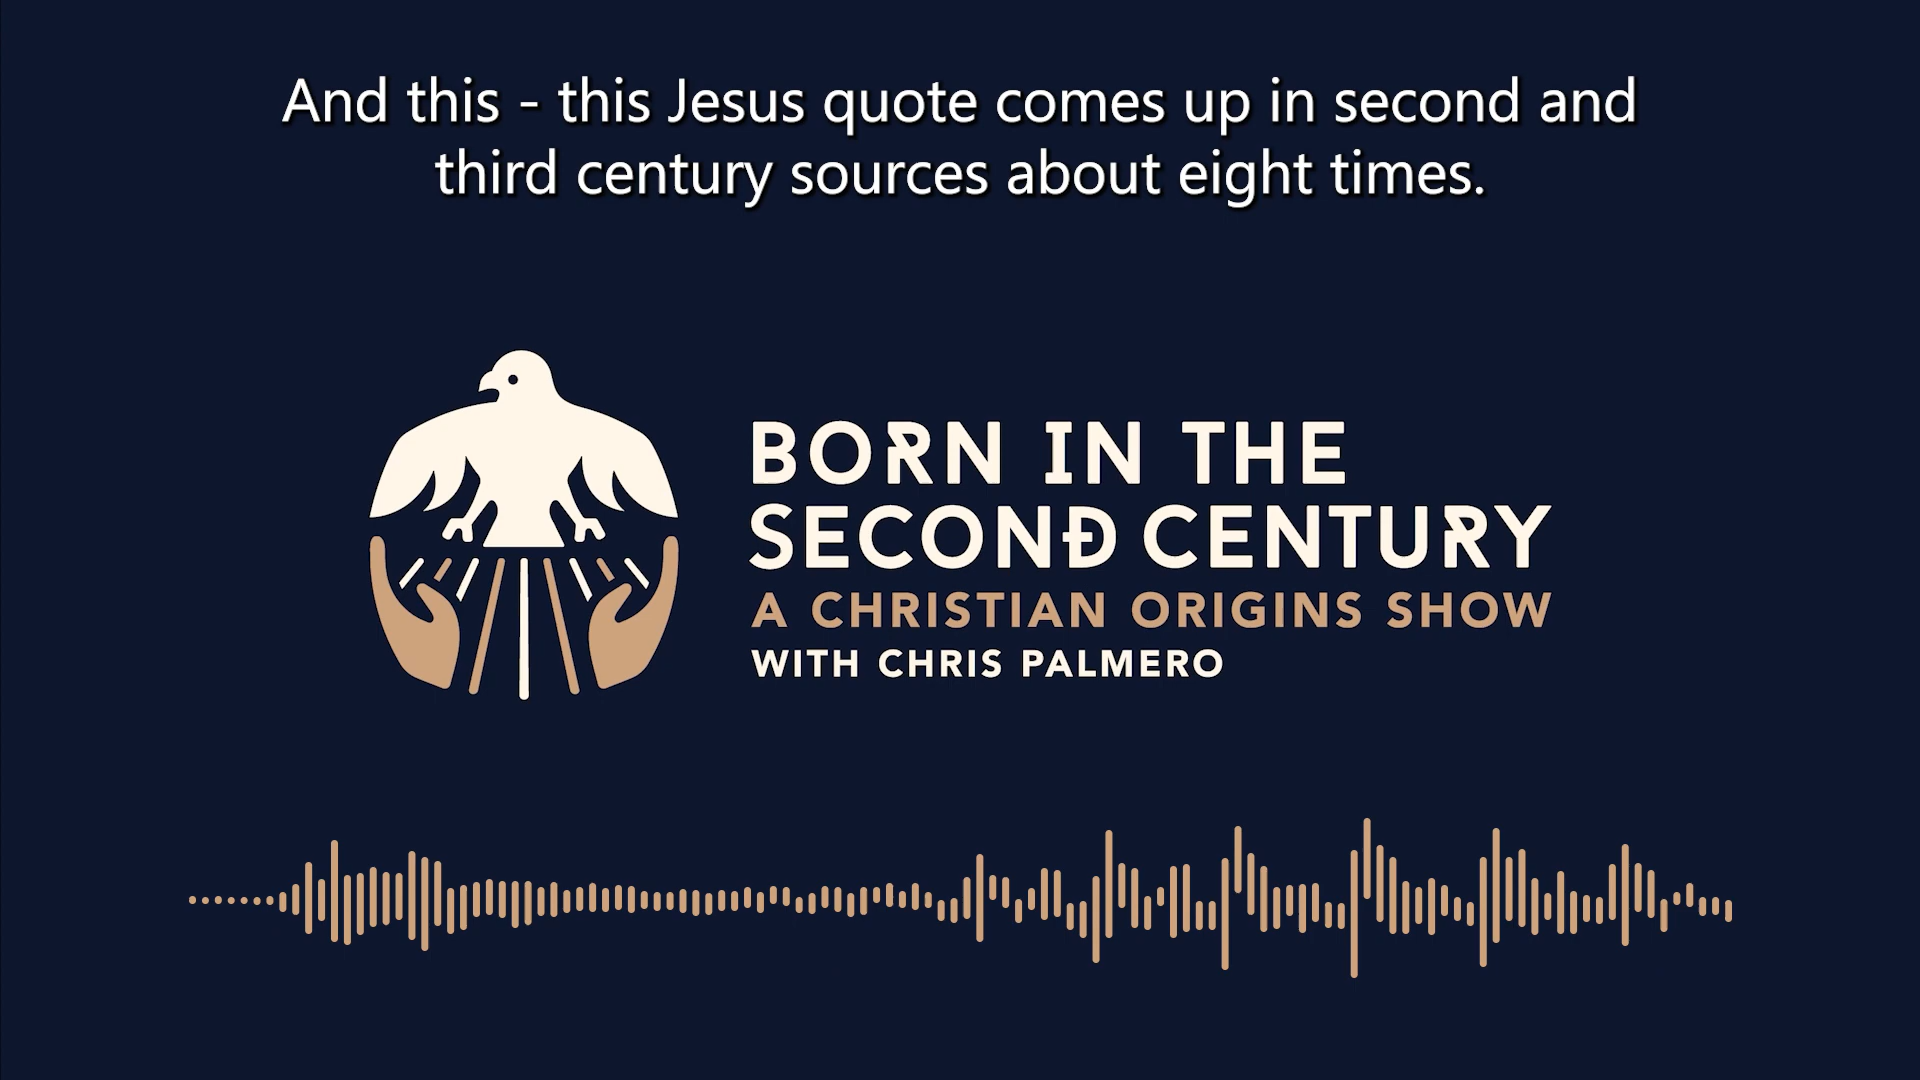 And this - this Jesus quote comes up in second and
third century sources about eight times.
BORN IN THE
SECOND CENTURY
A CHRISTIAN ORIGINS SHOW
WITH CHRIS PALMERO